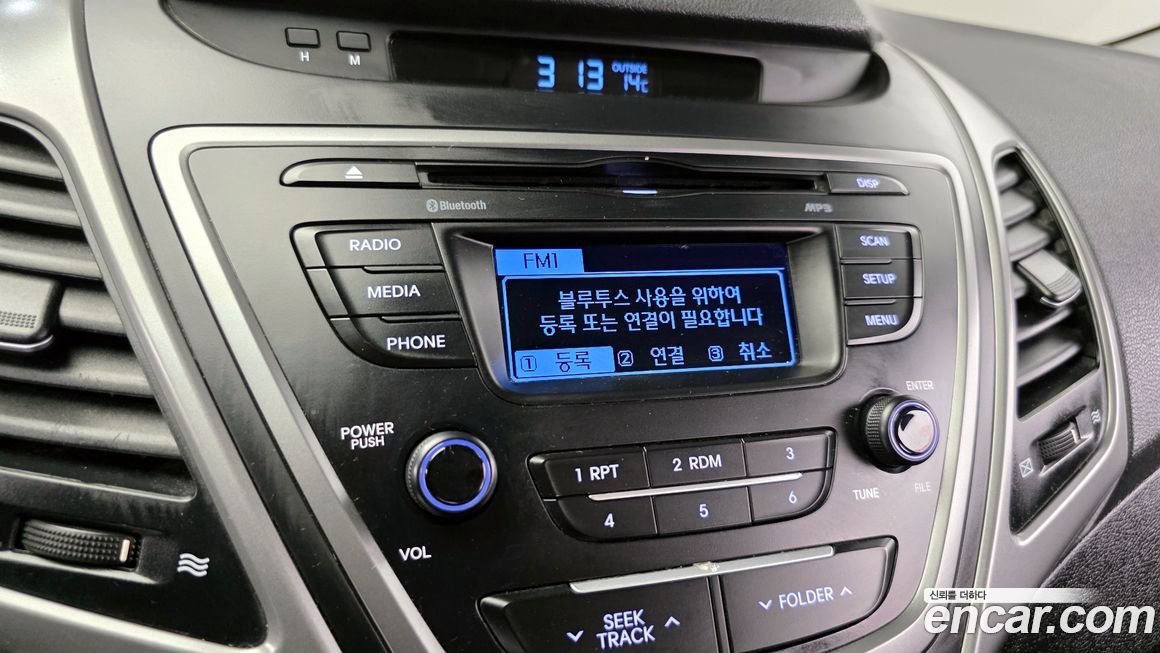 H
M
3 13
OUTSIDE
14°C
DISP
Bluetooth
MP3
RADIO
MEDIA
PHONE
FM1
블루투스 사용을 위하여
등록 또는 연결이 필요합니다
1 등록 2 연결 3 취소
SCAN
SETUP
MENU
POWER
PUSH
VOL
1 RPT
2 RDM
3
4
5
6
ENTER
TUNE
FILE
SEEK
TRACK
FOLDER
신뢰를 더하다
encar.com